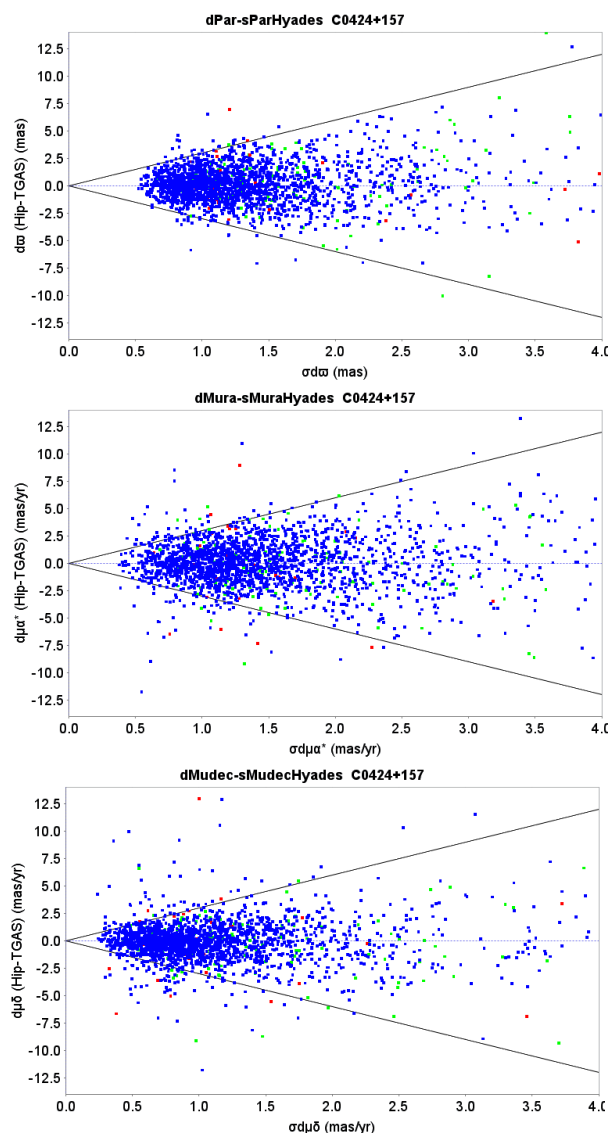 dPar-sParHyades C0424+157
12.5
10.0
7.5
5.0
2.5
0.0
-2.5
-5.0
-7.5
-10.0
-12.5
dϖ (Hip-TGAS) (mas)
0.0 0.5 1.0 1.5 2.0 2.5 3.0 3.5 4.0
σdϖ (mas)
dMura-sMuraHyades C0424+157
12.5
10.0
7.5
5.0
2.5
0.0
-2.5
-5.0
-7.5
-10.0
-12.5
dμα* (Hip-TGAS) (mas/yr)
0.0 0.5 1.0 1.5 2.0 2.5 3.0 3.5 4.0
σdμα* (mas/yr)
dMudec-sMudecHyades C0424+157
12.5
10.0
7.5
5.0
2.5
0.0
-2.5
-5.0
-7.5
-10.0
-12.5
dμδ (Hip-TGAS) (mas/yr)
0.0 0.5 1.0 1.5 2.0 2.5 3.0 3.5 4.0
σdμδ (mas/yr)